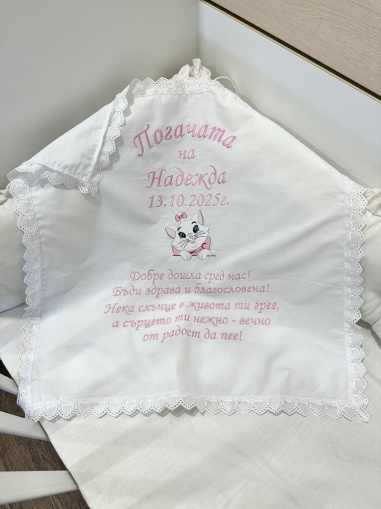 Погачата
на
Надежда
13.10.2025г.
Добре дошла сред нас!
Бъди здрава и благословена!
Нека слънце в живота ти грее,
а сърцето ти нежно - вечно
от радост да пее!